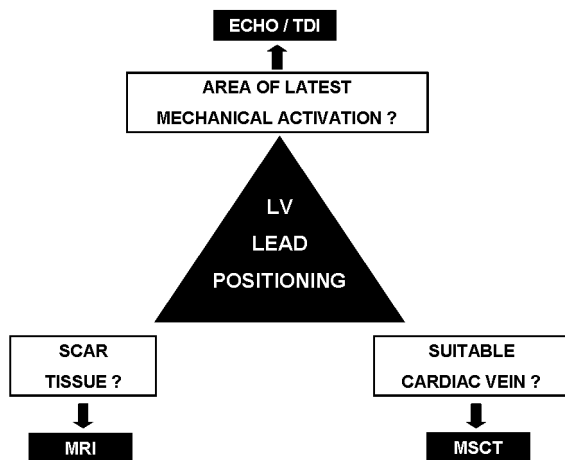 ECHO / TDI
AREA OF LATEST
MECHANICAL ACTIVATION ?
LV
LEAD
POSITIONING
SCAR
TISSUE ?
MRI
SUITABLE
CARDIAC VEIN ?
MSCT